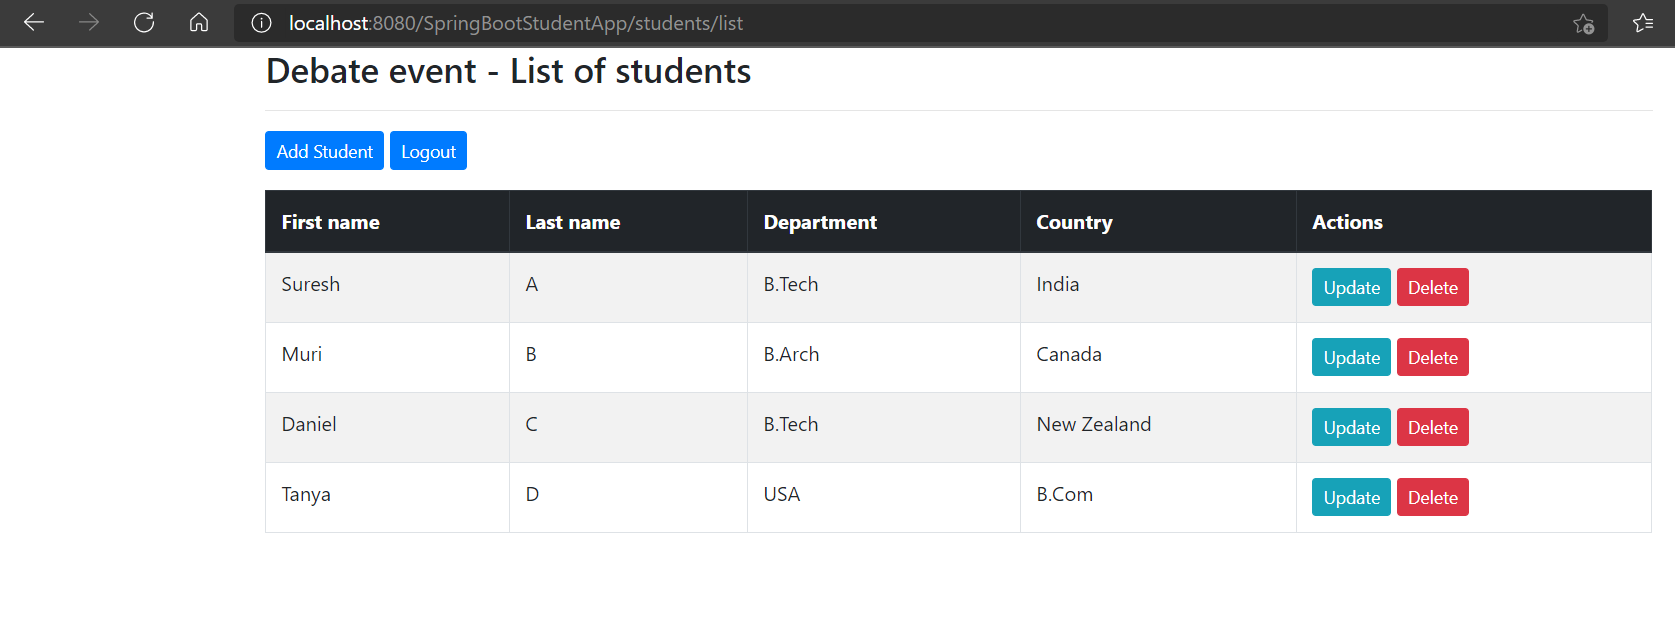 localhost:8080/SpringBootStudentApp/students/list
Debate event - List of students
Add Student Logout
First name Last name Department Country Actions
Suresh A B.Tech India Update Delete
Muri B B.Arch Canada Update Delete
Daniel C B.Tech New Zealand Update Delete
Tanya D USA B.Com Update Delete